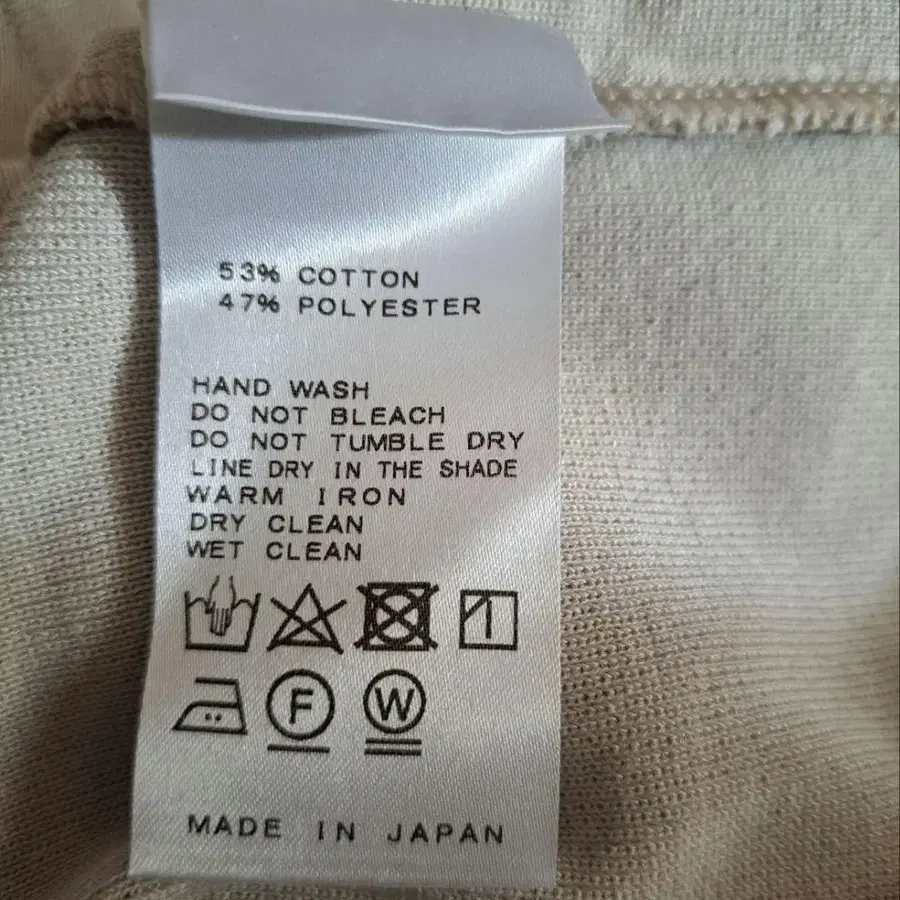 53% COTTON
47% POLYESTER
HAND WASH
DO NOT BLEACH
DO NOT TUMBLE DRY
LINE DRY IN THE SHADE
WARM IRON
DRY CLEAN
WET CLEAN
F W
MADE IN JAPAN